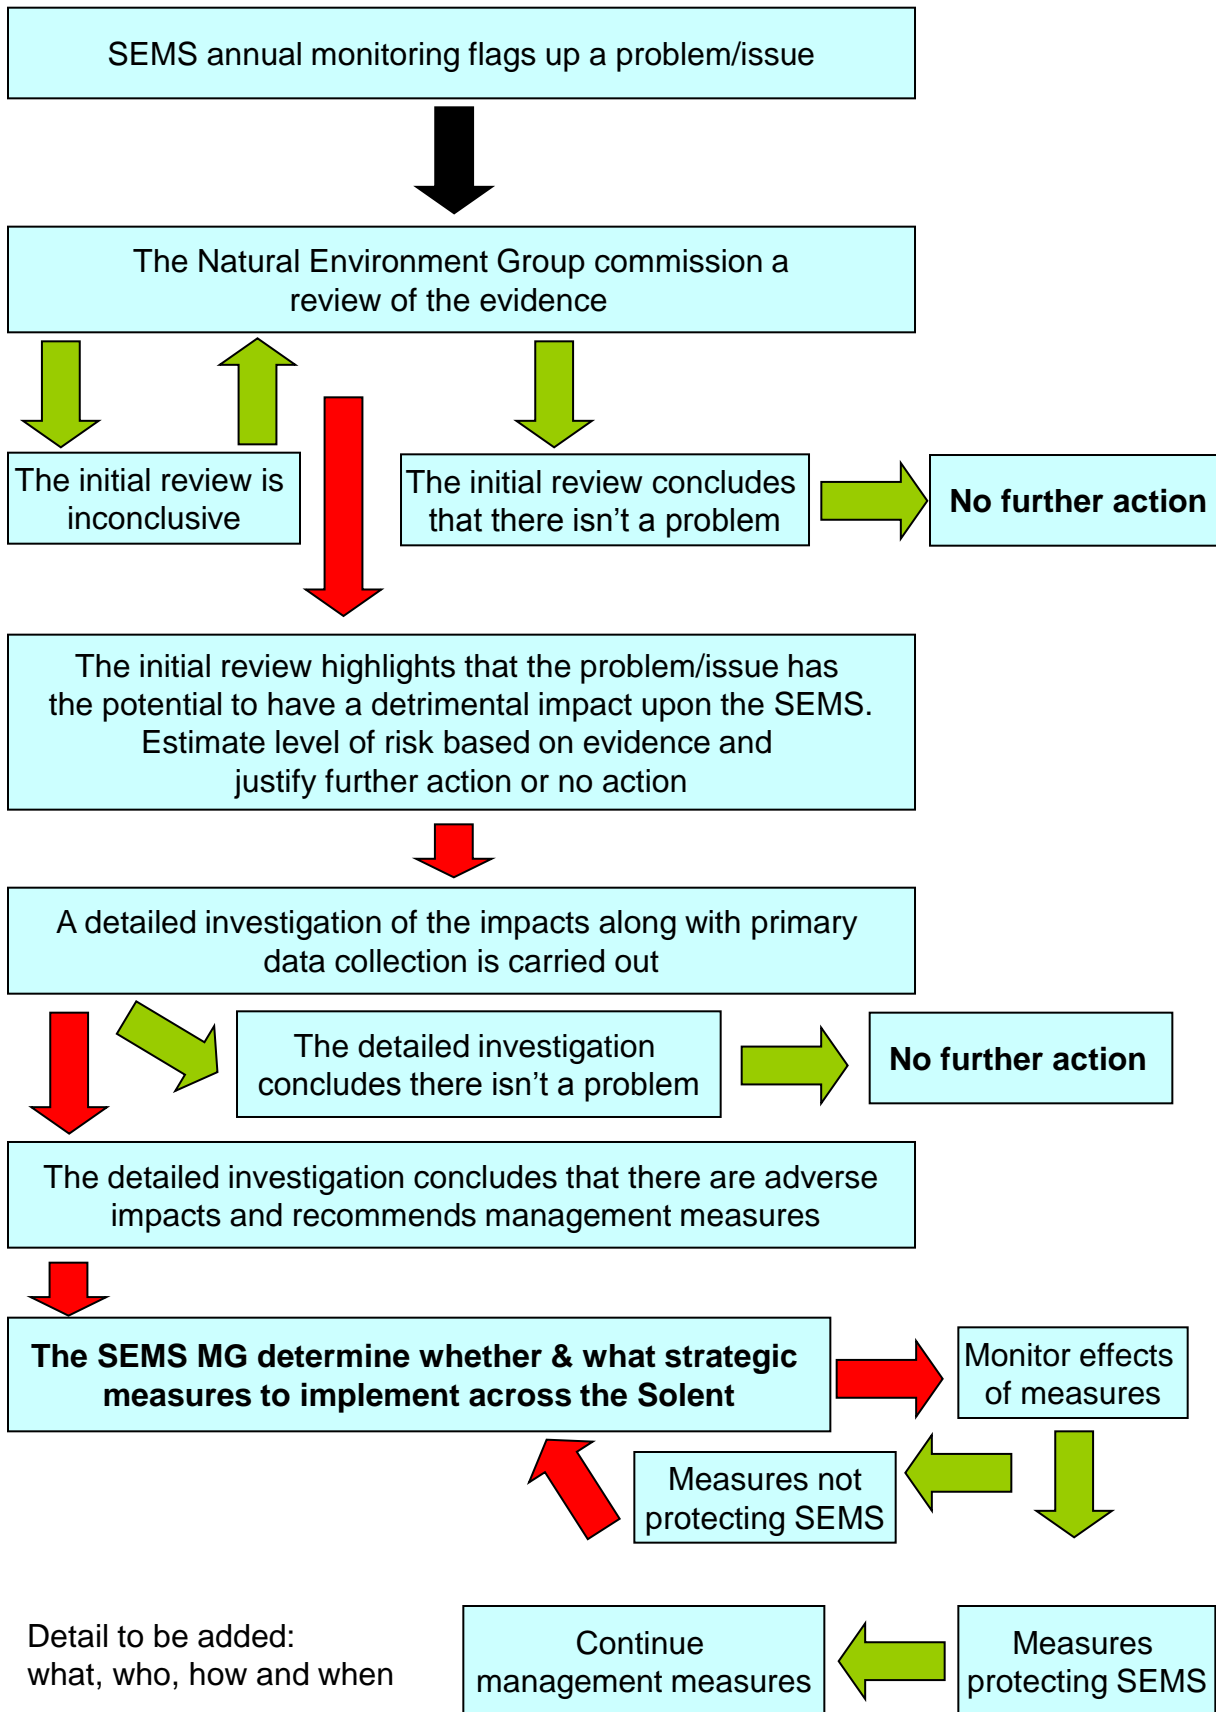 SEMS annual monitoring flags up a problem/issue
The Natural Environment Group commission a
review of the evidence
The initial review is
inconclusive
The initial review concludes
that there isn’t a problem
No further action
The initial review highlights that the problem/issue has
the potential to have a detrimental impact upon the SEMS.
Estimate level of risk based on evidence and
justify further action or no action
A detailed investigation of the impacts along with primary
data collection is carried out
The detailed investigation
concludes there isn’t a problem
No further action
The detailed investigation concludes that there are adverse
impacts and recommends management measures
The SEMS MG determine whether & what strategic
measures to implement across the Solent
Monitor effects
of measures
Measures not
protecting SEMS
Detail to be added:
what, who, how and when
Continue
management measures
Measures
protecting SEMS